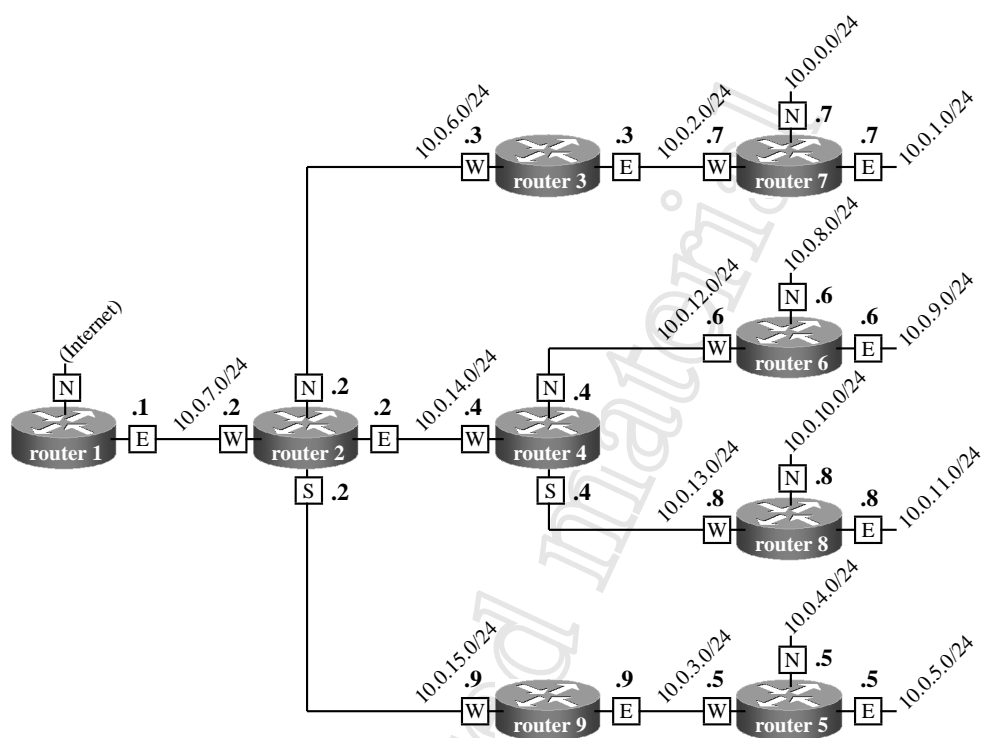 10.0.0.0/24
10.0.6.0/24
10.0.2.0/24
N .7
.3
.3
.7
.7
10.0.1.0/24
W
E
W
E
router 3
router 7
10.0.8.0/24
10.0.12.0/24
N .6
.6
.6
10.0.9.0/24
W
E
router 6
(Internet)
N
N .2
N .4
10.0.10.0/24
.1
10.0.7.0/24
.2
.2
10.0.14.0/24
.4
E
W
E
W
router 1
router 2
router 4
S .2
S .4
10.0.13.0/24
N .8
.8
.8
10.0.11.0/24
W
E
router 8
10.0.4.0/24
10.0.15.0/24
10.0.3.0/24
N .5
.9
.9
.5
.5
10.0.5.0/24
W
E
W
E
router 9
router 5
material